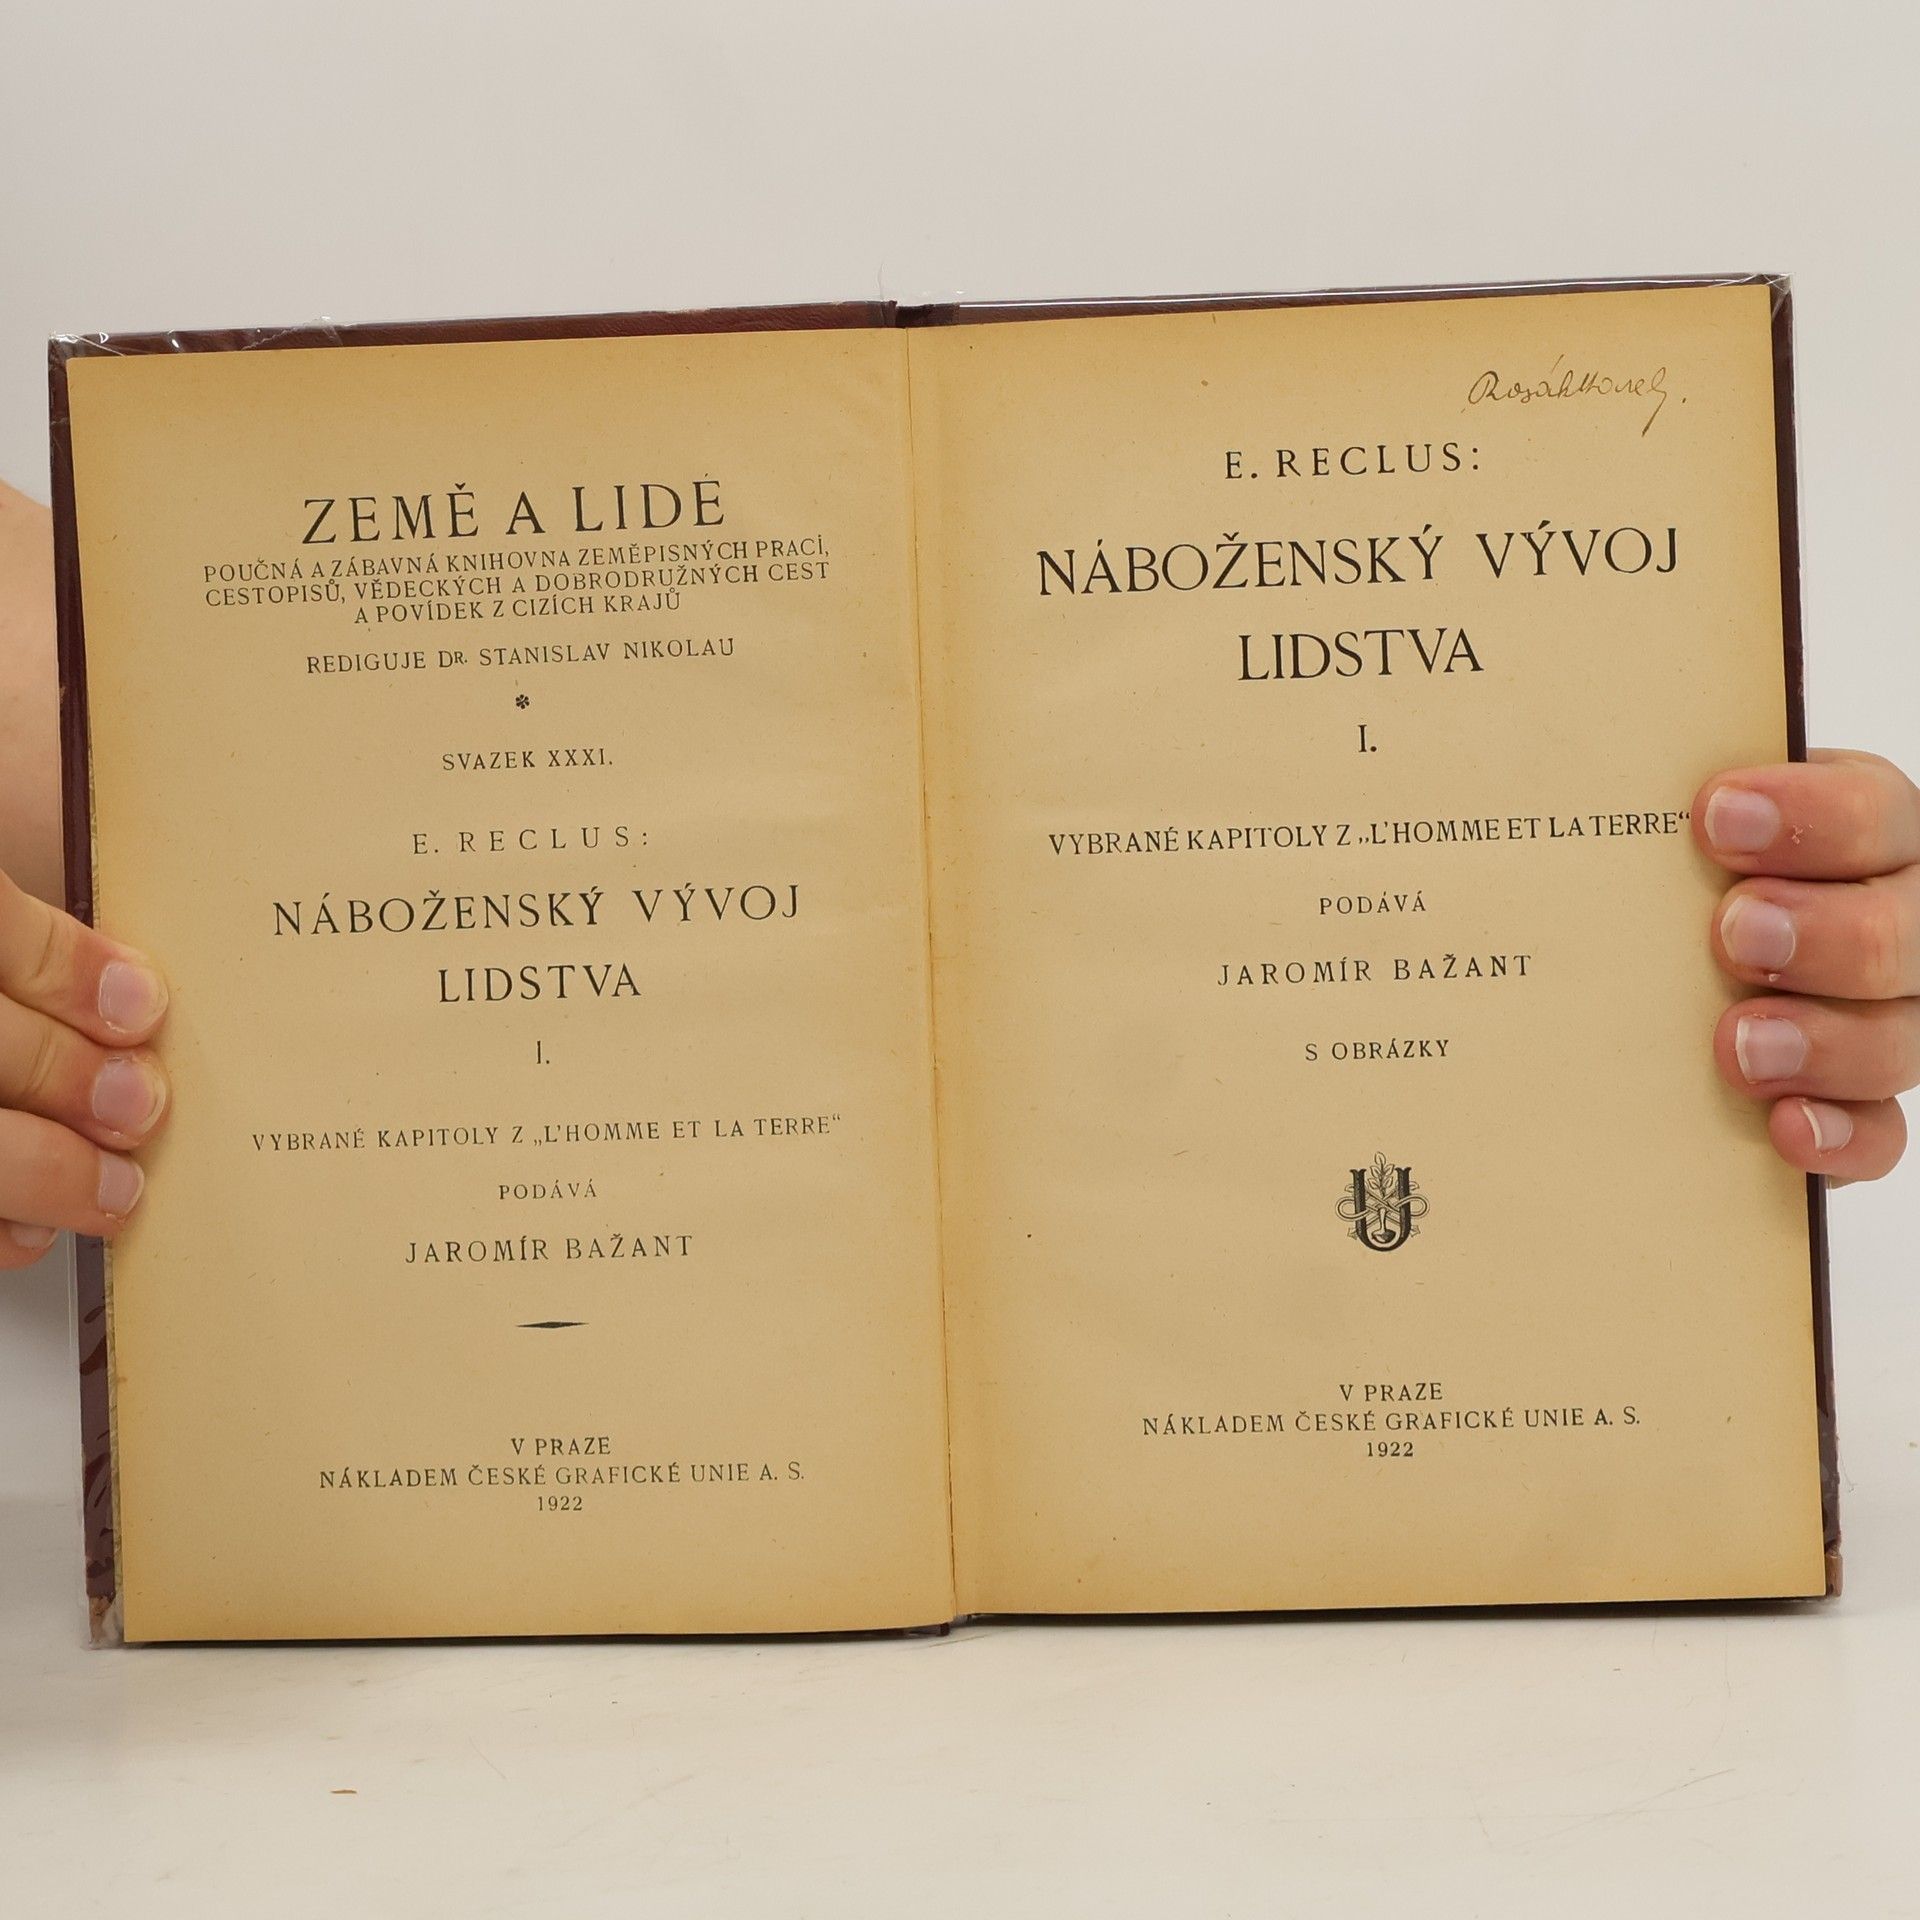 ZEMĚ A LIDÉ
POUČNÁ A ZÁBAVNÁ KNIHOVNA ZEMĚPISNÝCH PRACÍ,
CESTOPISŮ, VĚDECKÝCH A DOBRODRUŽNÝCH CEST
A POVÍDEK Z CIZÍCH KRAJŮ
REDIGUJE DR. STANISLAV NIKOLAU
SVAZEK XXXI.
E. RECLUS:
NÁBOŽENSKÝ VÝVOJ
LIDSTVA
I.
VYBRANÉ KAPITOLY Z „L'HOMME ET LA TERRE“
PODÁVÁ
JAROMÍR BAŽANT
V PRAZE
NÁKLADEM ČESKÉ GRAFICKÉ UNIE A. S.
1922
E. RECLUS:
NÁBOŽENSKÝ VÝVOJ
LIDSTVA
I.
VYBRANÉ KAPITOLY Z „L'HOMME ET LA TERRE“
PODÁVÁ
JAROMÍR BAŽANT
S OBRÁZKY
U
V PRAZE
NÁKLADEM ČESKÉ GRAFICKÉ UNIE A. S.
1922